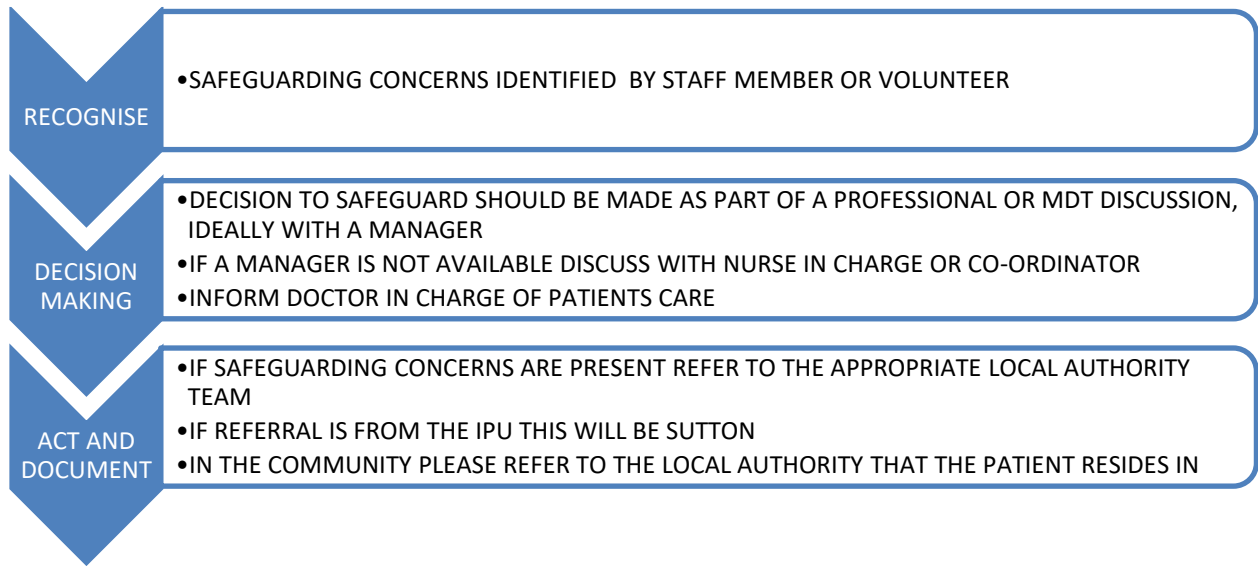 RECOGNISE
•SAFEGUARDING CONCERNS IDENTIFIED  BY STAFF MEMBER OR VOLUNTEER
DECISION
MAKING
•DECISION TO SAFEGUARD SHOULD BE MADE AS PART OF A PROFESSIONAL OR MDT DISCUSSION,
IDEALLY WITH A MANAGER
•IF A MANAGER IS NOT AVAILABLE DISCUSS WITH NURSE IN CHARGE OR CO-ORDINATOR
•INFORM DOCTOR IN CHARGE OF PATIENTS CARE
ACT AND
DOCUMENT
•IF SAFEGUARDING CONCERNS ARE PRESENT REFER TO THE APPROPRIATE LOCAL AUTHORITY
TEAM
•IF REFERRAL IS FROM THE IPU THIS WILL BE SUTTON
•IN THE COMMUNITY PLEASE REFER TO THE LOCAL AUTHORITY THAT THE PATIENT RESIDES IN